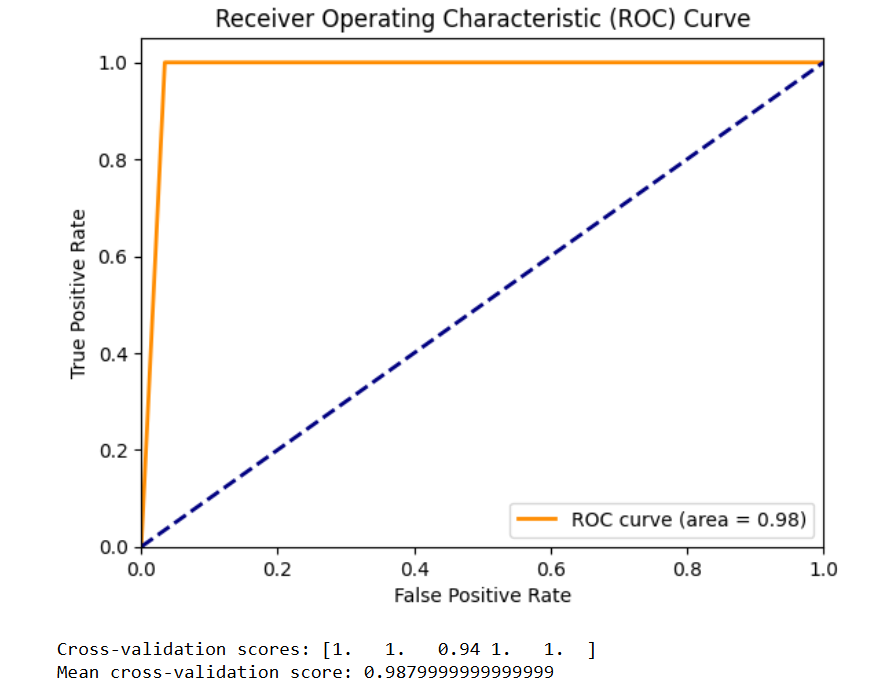 Receiver Operating Characteristic (ROC) Curve
1.0
0.8
0.6
0.4
0.2
0.0
True Positive Rate
ROC curve (area = 0.98)
0.0 0.2 0.4 0.6 0.8 1.0
False Positive Rate
Cross-validation scores: [1.   1.   0.94 1.   1.  ]
Mean cross-validation score: 0.9879999999999999